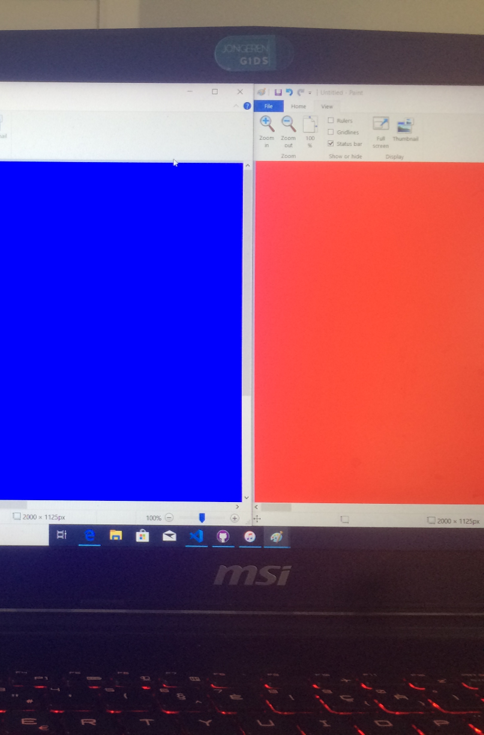 JONGEREN
GIDS
Untitled - Paint
File Home View
Zoom in
Zoom out
100 %
Rulers
Gridlines
Status bar
Full screen
Thumbnail
Zoom
Show or hide
Display
2000 × 1125px
100%
2000 × 1125px
msi
E R T Y U I O P